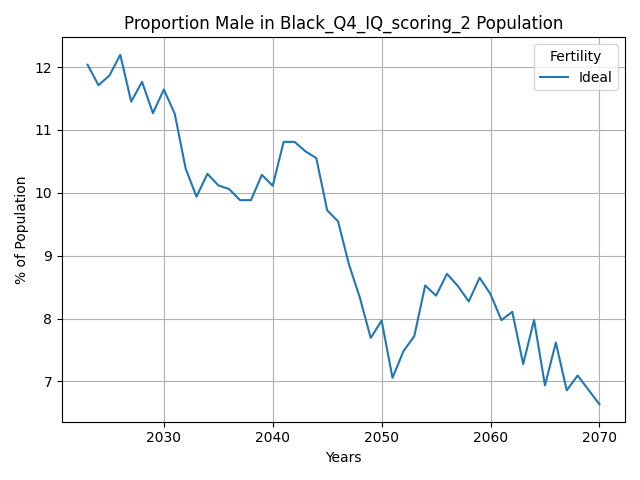 Proportion Male in Black_Q4_IQ_scoring_2 Population
Fertility
Ideal
% of Population
12
11
10
9
8
7
2030 2040 2050 2060 2070
Years